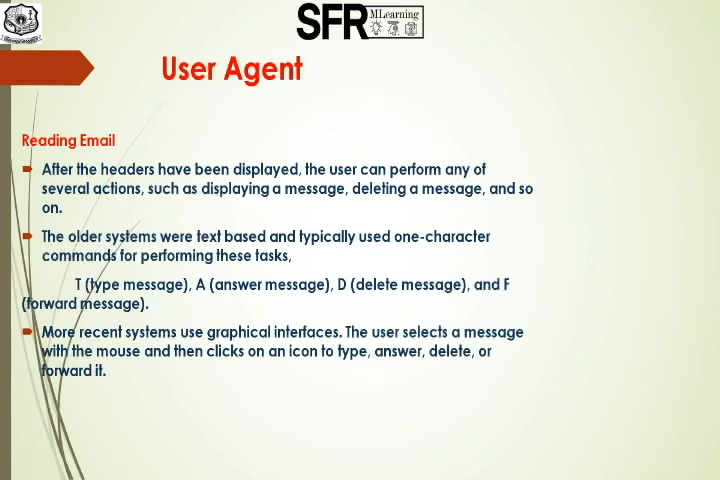 SFR MLearning
User Agent
Reading Email
After the headers have been displayed, the user can perform any of
several actions, such as displaying a message, deleting a message, and so
on.
The older systems were text based and typically used one-character
commands for performing these tasks,
T (type message), A (answer message), D (delete message), and F
(forward message).
More recent systems use graphical interfaces. The user selects a message
with the mouse and then clicks on an icon to type, answer, delete, or
forward it.